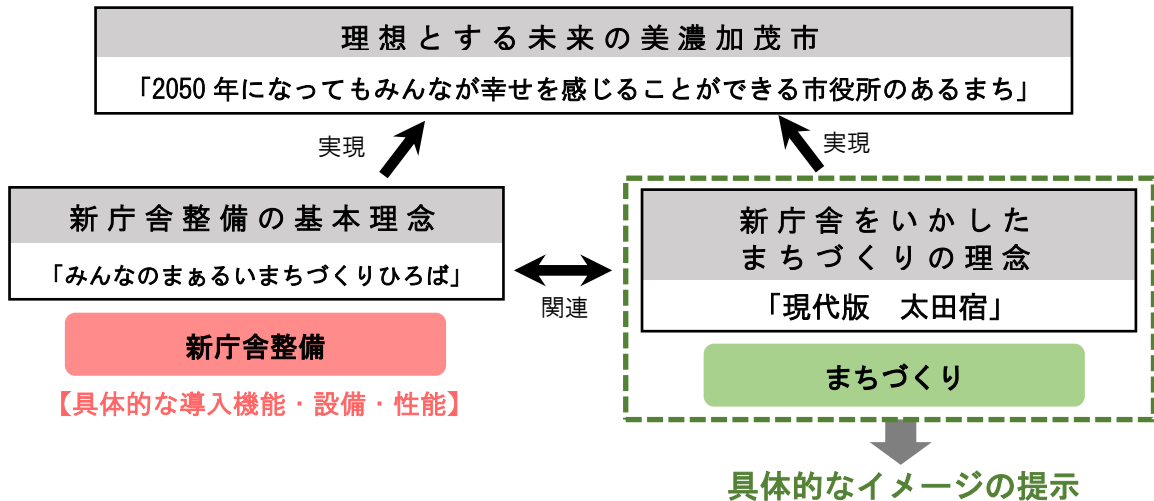 理想とする未来の美濃加茂市
「2050年になってもみんなが幸せを感じることができる市役所のあるまち」
実現
実現
新庁舎整備の基本理念
「みんなのまぁるいまちづくりひろば」
新庁舎整備
【具体的な導入機能・設備・性能】
関連
新庁舎をいかした
まちづくりの理念
「現代版　太田宿」
まちづくり
具体的なイメージの提示